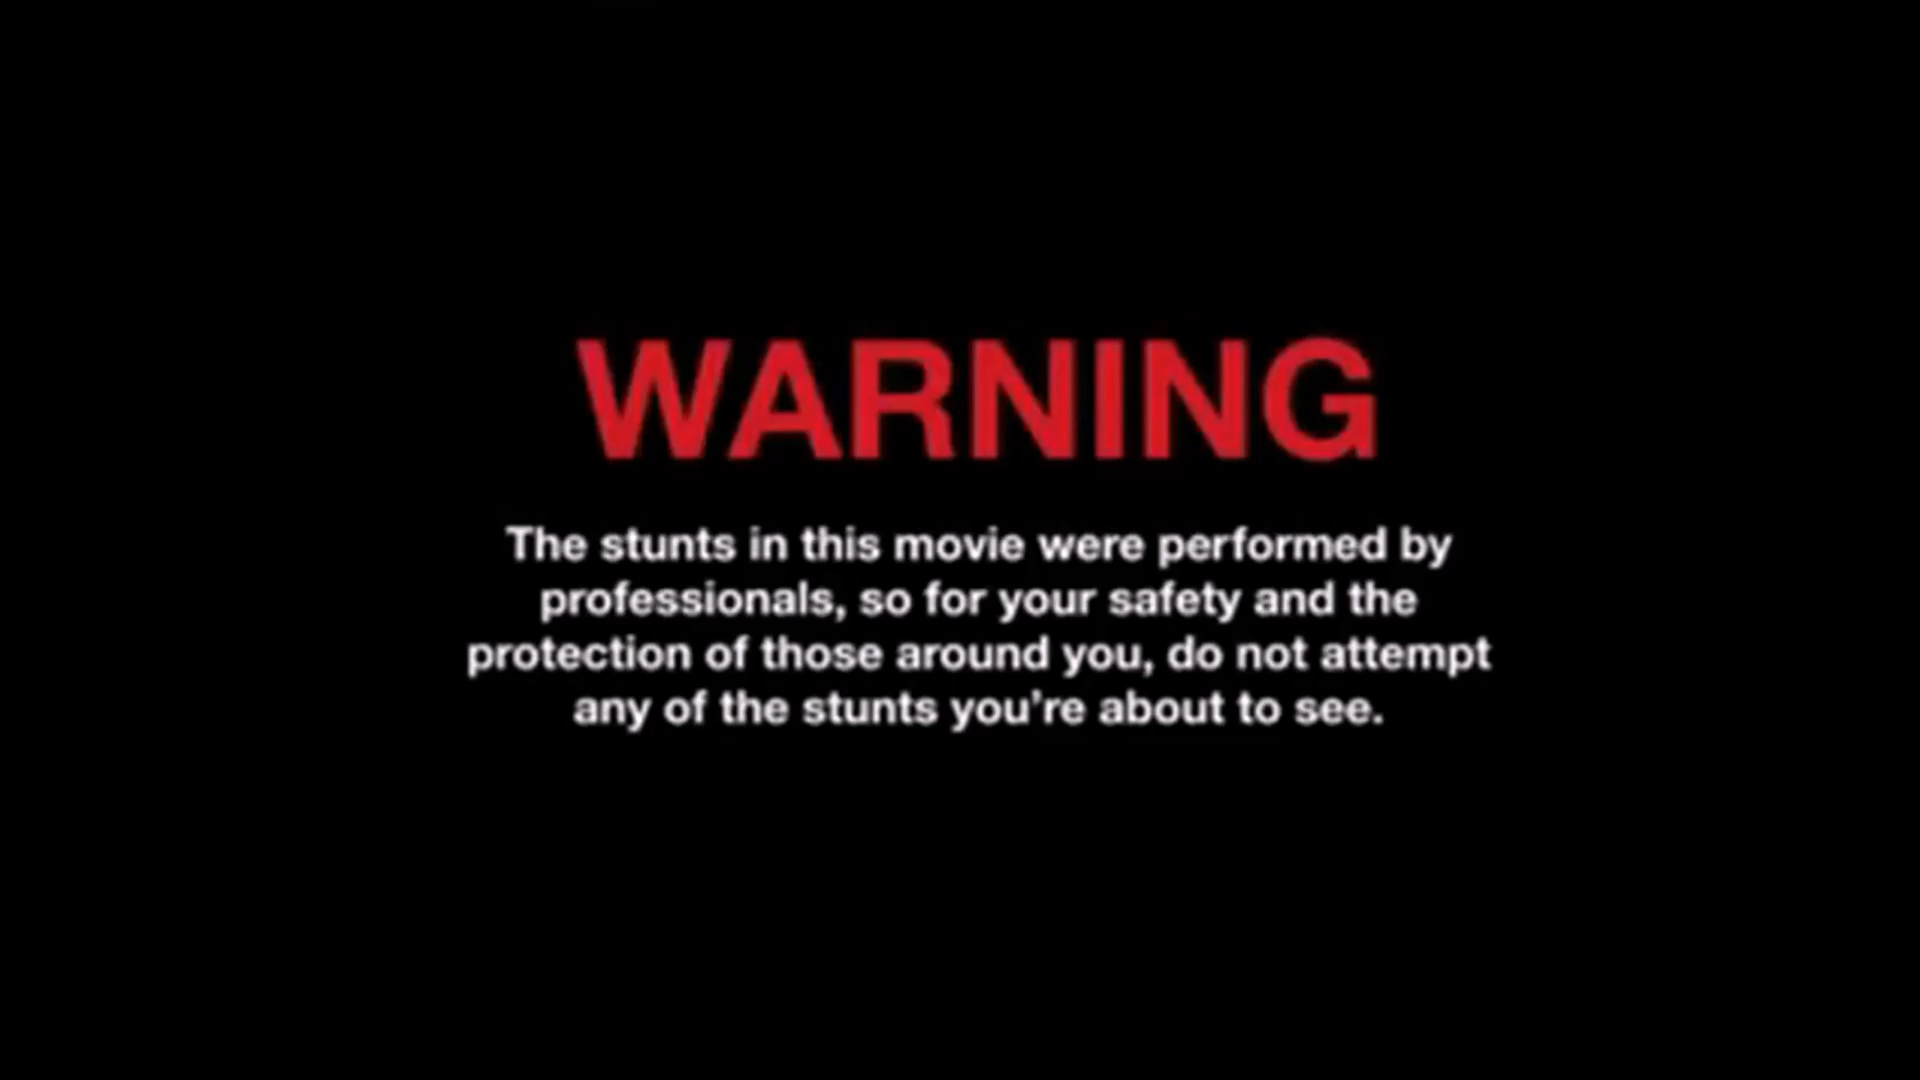 WARNING
The stunts in this movie were performed by
professionals, so for your safety and the
protection of those around you, do not attempt
any of the stunts you’re about to see.